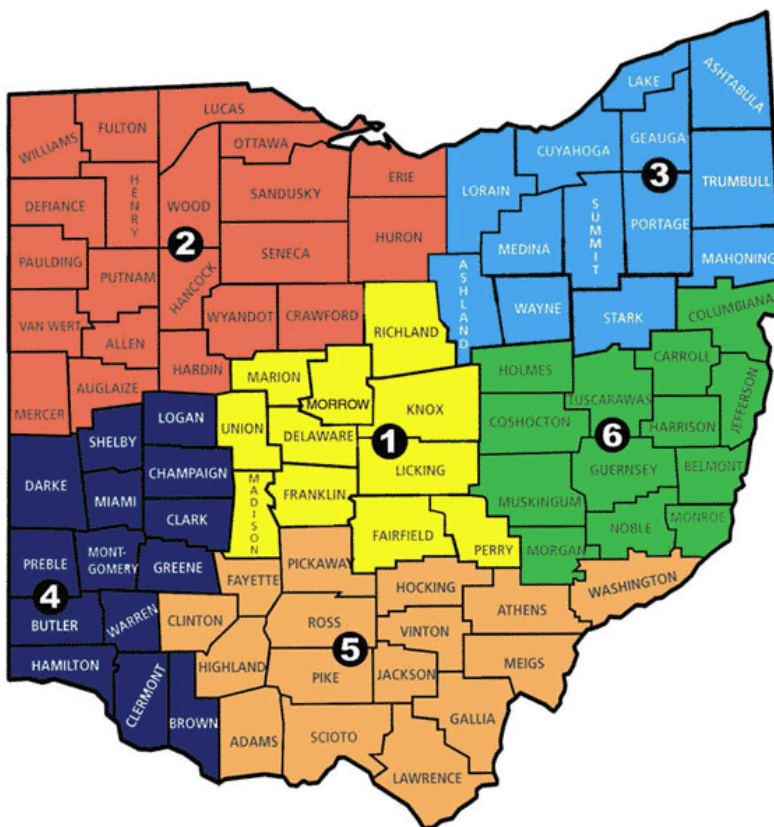 LAKE
ASHTABULA
LUCAS
FULTON
WILLIAMS
OTTAWA
GEAUGA
CUYAHOGA
ERIE
3
TRUMBULL
LORAIN
SANDUSKY
HENRY
WOOD
DEFIANCE
SUMMIT
PORTAGE
HURON
2
MEDINA
SENECA
MAHONING
PAULDING
PUTNAM
HANCOCK
ASHLAND
COLUMBIANA
WYANDOT
CRAWFORD
WAYNE
STARK
VAN WERT
RICHLAND
ALLEN
CARROLL
HOLMES
HARDIN
MARION
AUGLAIZE
JEFFERSON
TUSCARAWAS
MORROW
KNOX
MERCER
LOGAN
COSHOCTON
HARRISON
UNION
DELAWARE
1
6
SHELBY
CHAMPAIGN
LICKING
GUERNSEY
BELMONT
DARKE
MADISON
FRANKLIN
MIAMI
MUSKINGUM
CLARK
NOBLE
MONROE
FAIRFIELD
PERRY
MORGAN
PREBLE
MONT-
GOMERY
GREENE
PICKAWAY
FAYETTE
HOCKING
WASHINGTON
4
ATHENS
BUTLER
WARREN
CLINTON
ROSS
VINTON
5
HAMILTON
HIGHLAND
MEIGS
PIKE
JACKSON
CLERMONT
BROWN
GALLIA
ADAMS
SCIOTO
LAWRENCE